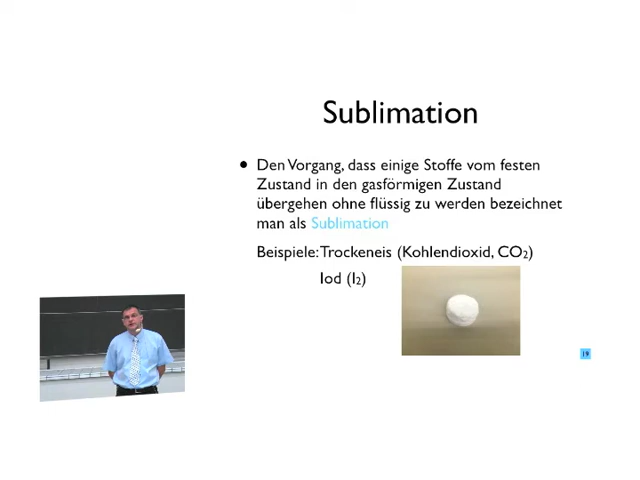 Sublimation
• Den Vorgang, dass einige Stoffe vom festen
Zustand in den gasförmigen Zustand
übergehen ohne flüssig zu werden bezeichnet
man als Sublimation
Beispiele: Trockeneis (Kohlendioxid, CO₂)
Iod (I₂)
19